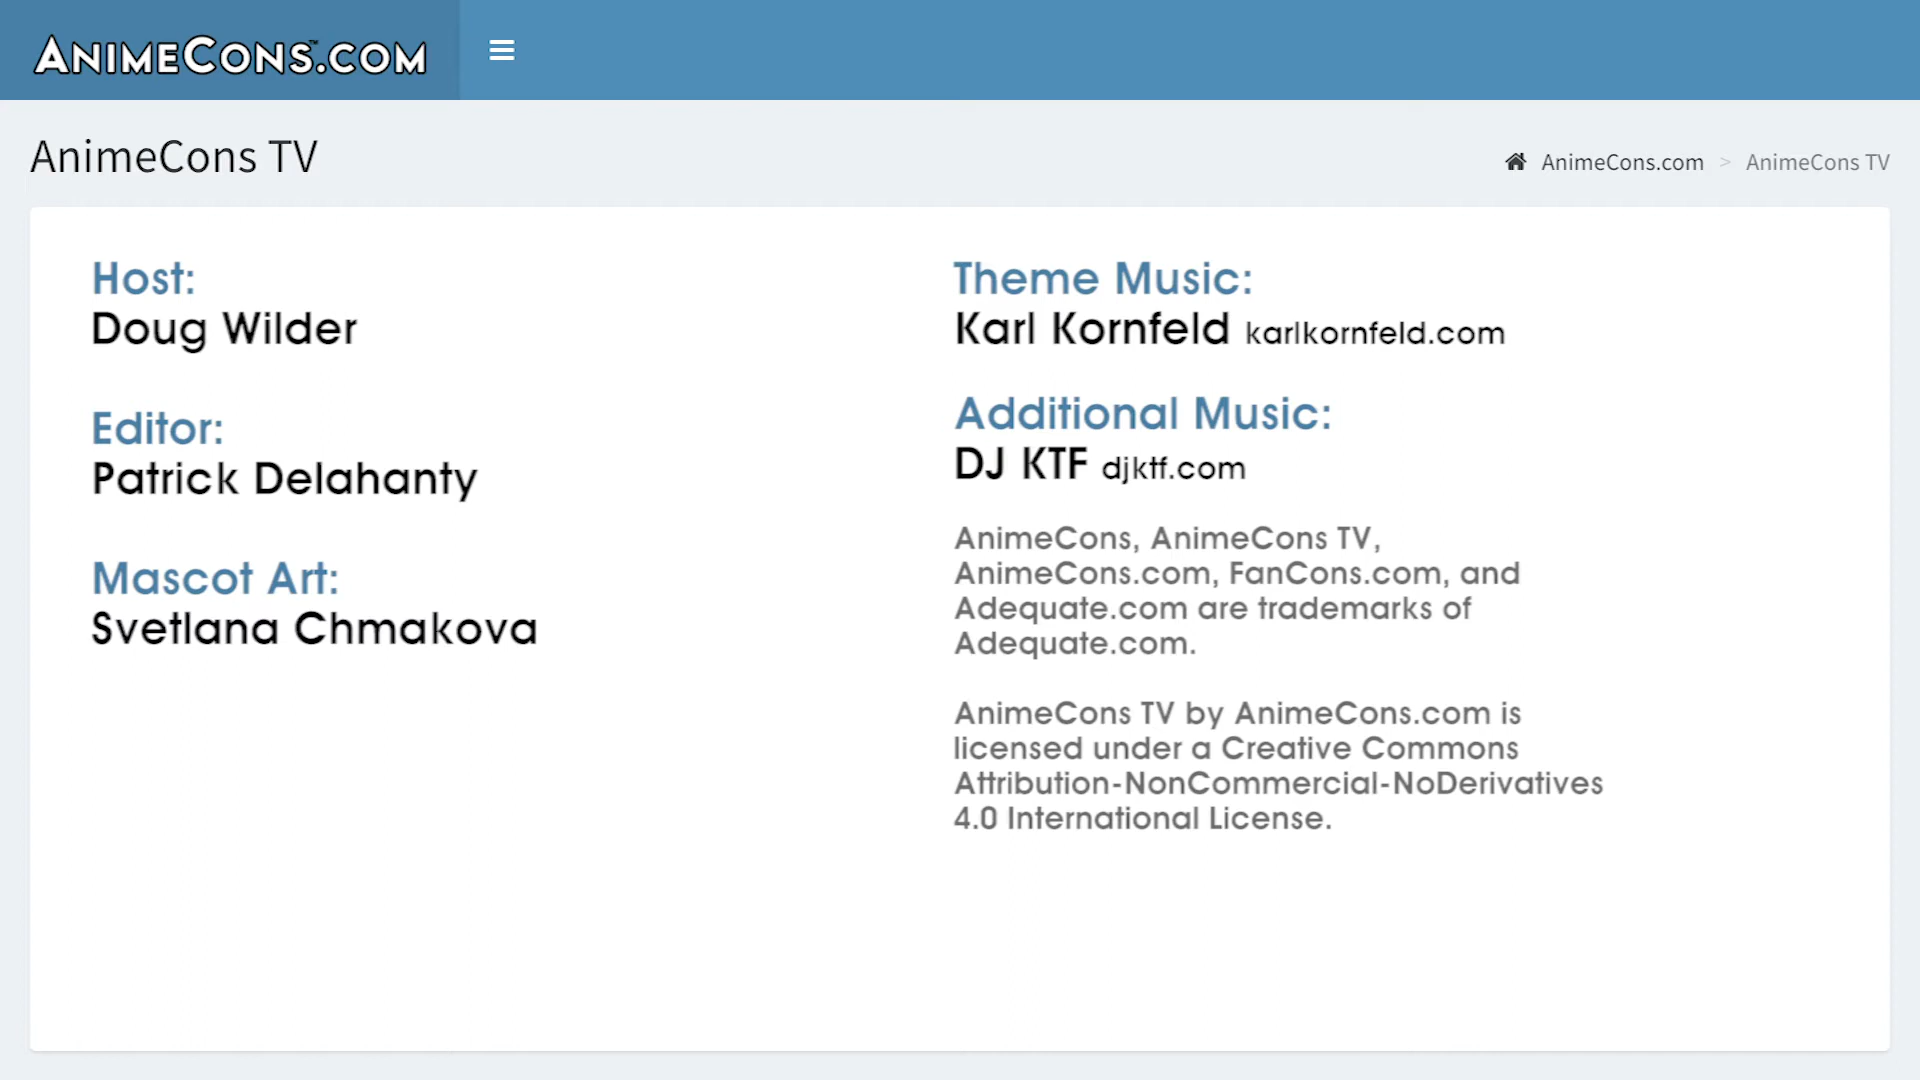 ANIMECONS.COM™
AnimeCons TV
AnimeCons.com > AnimeCons TV
Host:
Doug Wilder
Editor:
Patrick Delahanty
Mascot Art:
Svetlana Chmakova
Theme Music:
Karl Kornfeld karlkornfeld.com
Additional Music:
DJ KTF djktf.com
AnimeCons, AnimeCons TV,
AnimeCons.com, FanCons.com, and
Adequate.com are trademarks of
Adequate.com.
AnimeCons TV by AnimeCons.com is
licensed under a Creative Commons
Attribution-NonCommercial-NoDerivatives
4.0 International License.